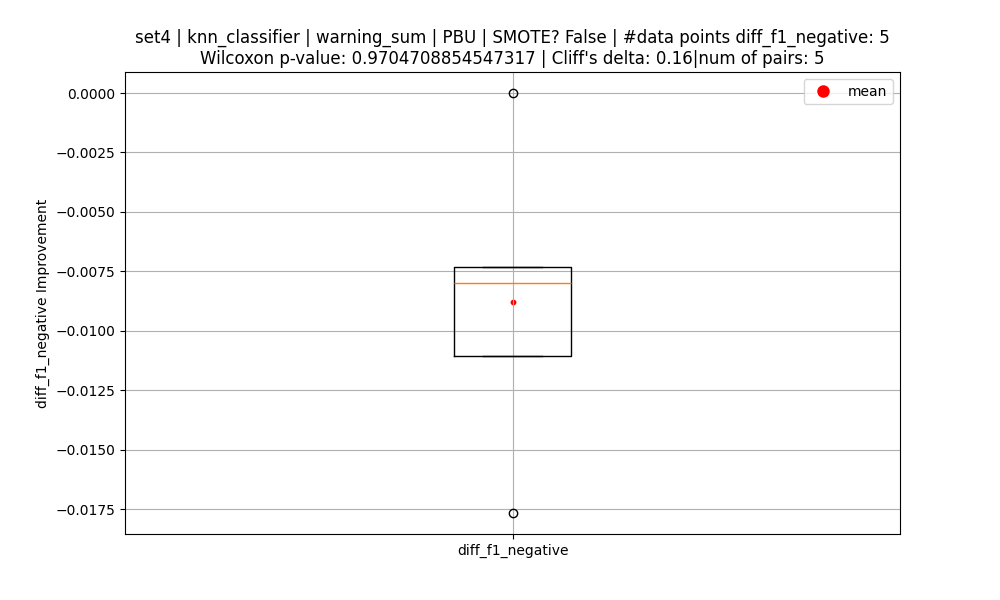 set4 | knn_classifier | warning_sum | PBU | SMOTE? False | #data points diff_f1_negative: 5
Wilcoxon p-value: 0.9704708854547317 | Cliff's delta: 0.16|num of pairs: 5
mean
0.0000
−0.0025
−0.0050
−0.0075
−0.0100
−0.0125
−0.0150
−0.0175
diff_f1_negative Improvement
diff_f1_negative